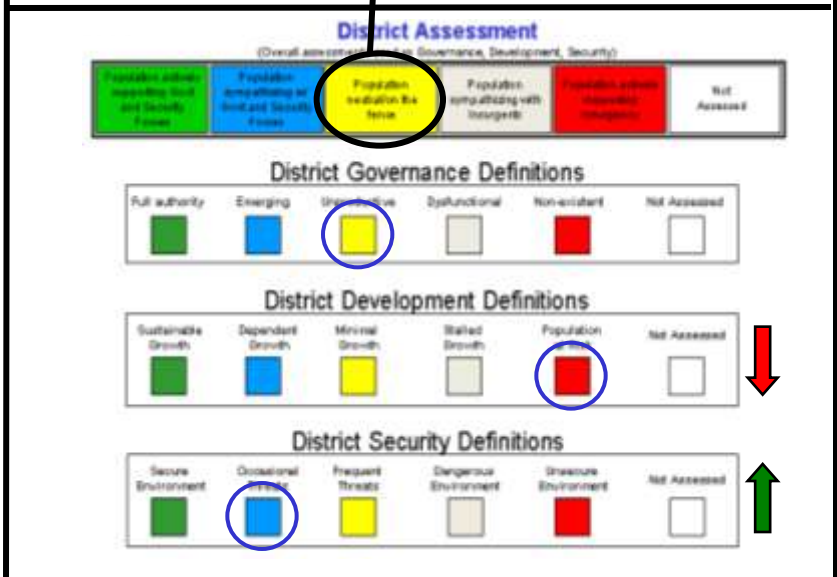 District Assessment
(Overall assessment based on Governance, Development, Security)
Population actively supporting Govt and Security Forces
Population sympathizing w/ Govt and Security Forces
Population neutral/on the fence
Population sympathizing with Insurgents
Population actively supporting Insurgency
Not Assessed
District Governance Definitions
Full authority Emerging Unproductive Dysfunctional Non-existent Not Assessed
District Development Definitions
Sustainable Growth
Dependent Growth
Minimal Growth
Stalled Growth
Population at Risk
Not Assessed
District Security Definitions
Secure Environment
Occasional Threats
Frequent Threats
Dangerous Environment
Unsecure Environment
Not Assessed